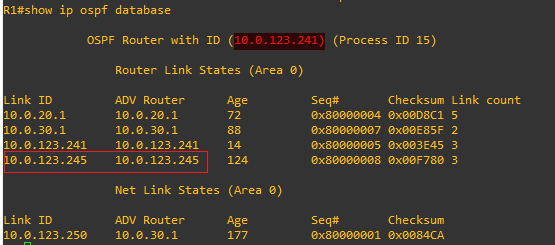 R1#show ip ospf database
OSPF Router with ID (10.0.123.241) (Process ID 15)
Router Link States (Area 0)
Link ID ADV Router Age Seq# Checksum Link count
10.0.20.1 10.0.20.1 72 0x80000004 0x00D8C1 5
10.0.30.1 10.0.30.1 88 0x80000007 0x00E85F 2
10.0.123.241 10.0.123.241 14 0x80000005 0x003E45 3
10.0.123.245 10.0.123.245 124 0x80000008 0x00F780 3
Net Link States (Area 0)
Link ID ADV Router Age Seq# Checksum
10.0.123.250 10.0.30.1 177 0x80000001 0x0084CA